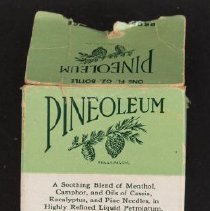 PINEOLEUM
ONE FL. OZ. BOTTLE
PINEOLEUM
A Soothing Blend of Menthol,
Camphor, and Oils of Cassia,
Eucalyptus, and Pine Needles, in
Highly Refined Liquid Petrolatum.